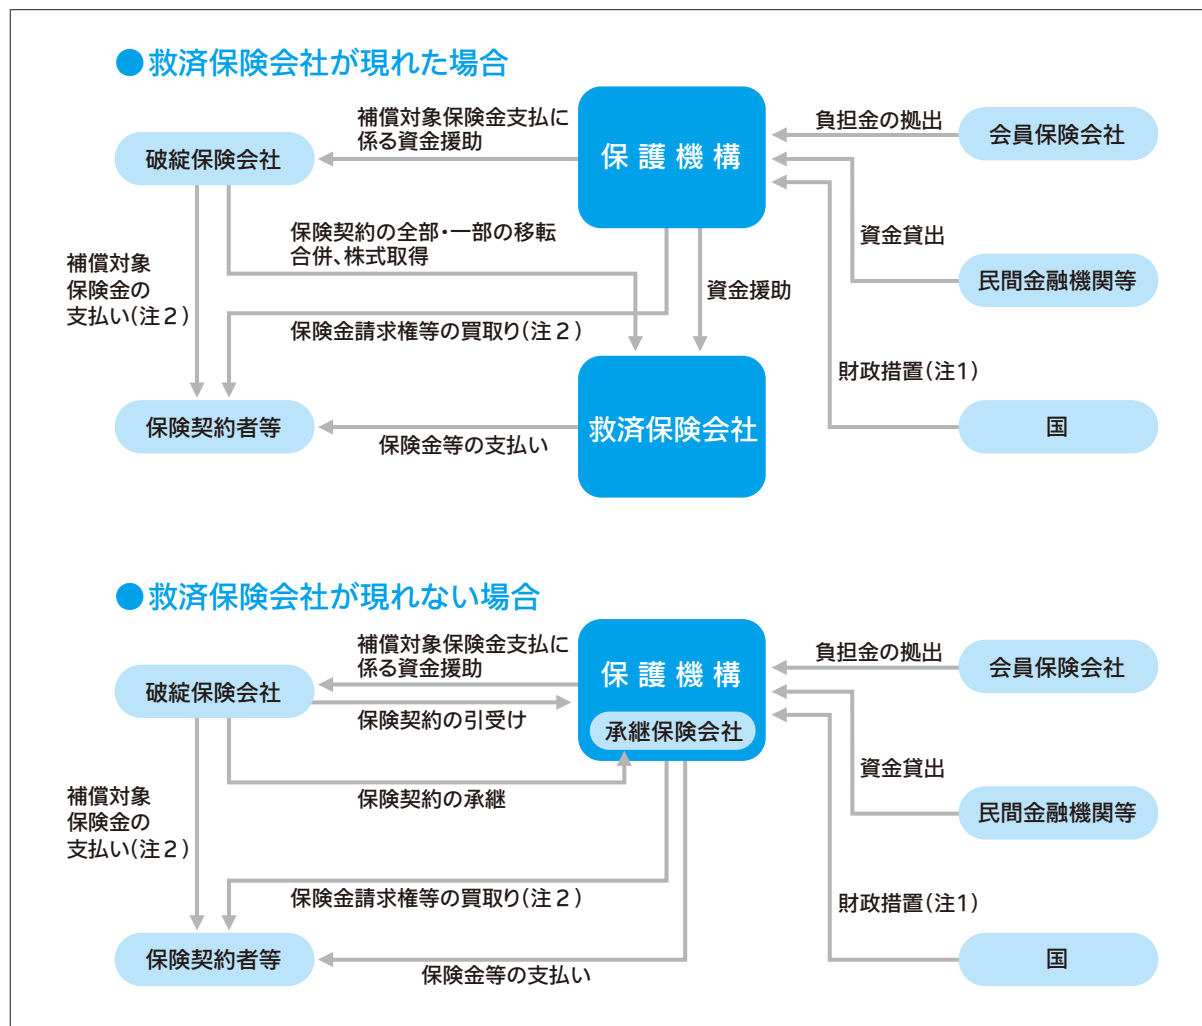 ●救済保険会社が現れた場合
補償対象保険金支払に
係る資金援助
保護機構
負担金の拠出
会員保険会社
破綻保険会社
保険契約の全部・一部の移転
合併、株式取得
資金貸出
補償対象
保険金の
支払い(注２)
民間金融機関等
資金援助
保険金請求権等の買取り(注２)
財政措置(注1)
保険契約者等
救済保険会社
国
保険金等の支払い
●救済保険会社が現れない場合
補償対象保険金支払に
係る資金援助
保護機構
負担金の拠出
会員保険会社
破綻保険会社
保険契約の引受け
承継保険会社
資金貸出
補償対象
保険金の
支払い(注２)
保険契約の承継
民間金融機関等
保険金請求権等の買取り(注２)
財政措置(注1)
保険契約者等
国
保険金等の支払い